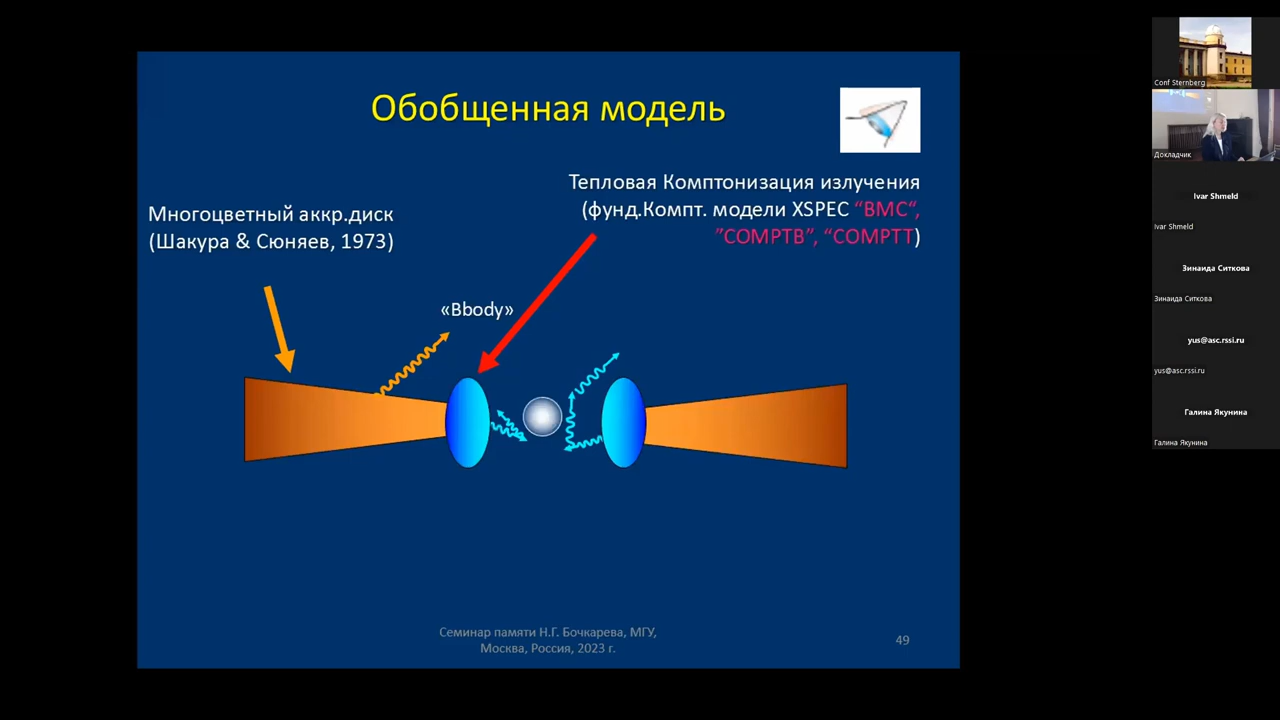 Обобщенная модель
Тепловая Комптонизация излучения
(фунд.Компт. модели XSPEC “BMC“,
”COMPTB”, “COMPTT)
Многоцветный аккр.диск
(Шакура & Сюняев, 1973)
«Bbody»
Семинар памяти Н.Г. Бочкарева, МГУ,
Москва, Россия, 2023 г.
49
Conf Sternberg
Докладчик
Ivar Shmeld
Ivar Shmeld
Зинаида Ситкова
Зинаида Ситкова
yus@asc.rssi.ru
yus@asc.rssi.ru
Галина Якунина
Галина Якунина